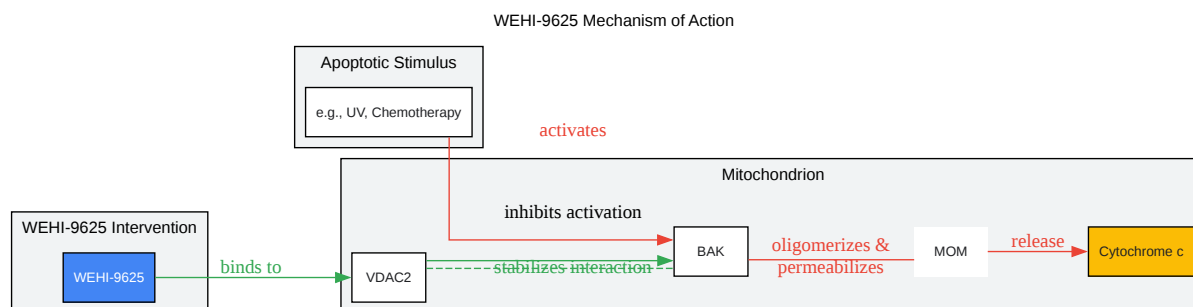 WEHI-9625 Mechanism of Action
Apoptotic Stimulus
e.g., UV, Chemotherapy
activates
Mitochondrion
inhibits activation
WEHI-9625 Intervention
WEHI-9625
binds to
VDAC2
stabilizes interaction
BAK
oligomerizes &
permeabilizes
MOM
release
Cytochrome c